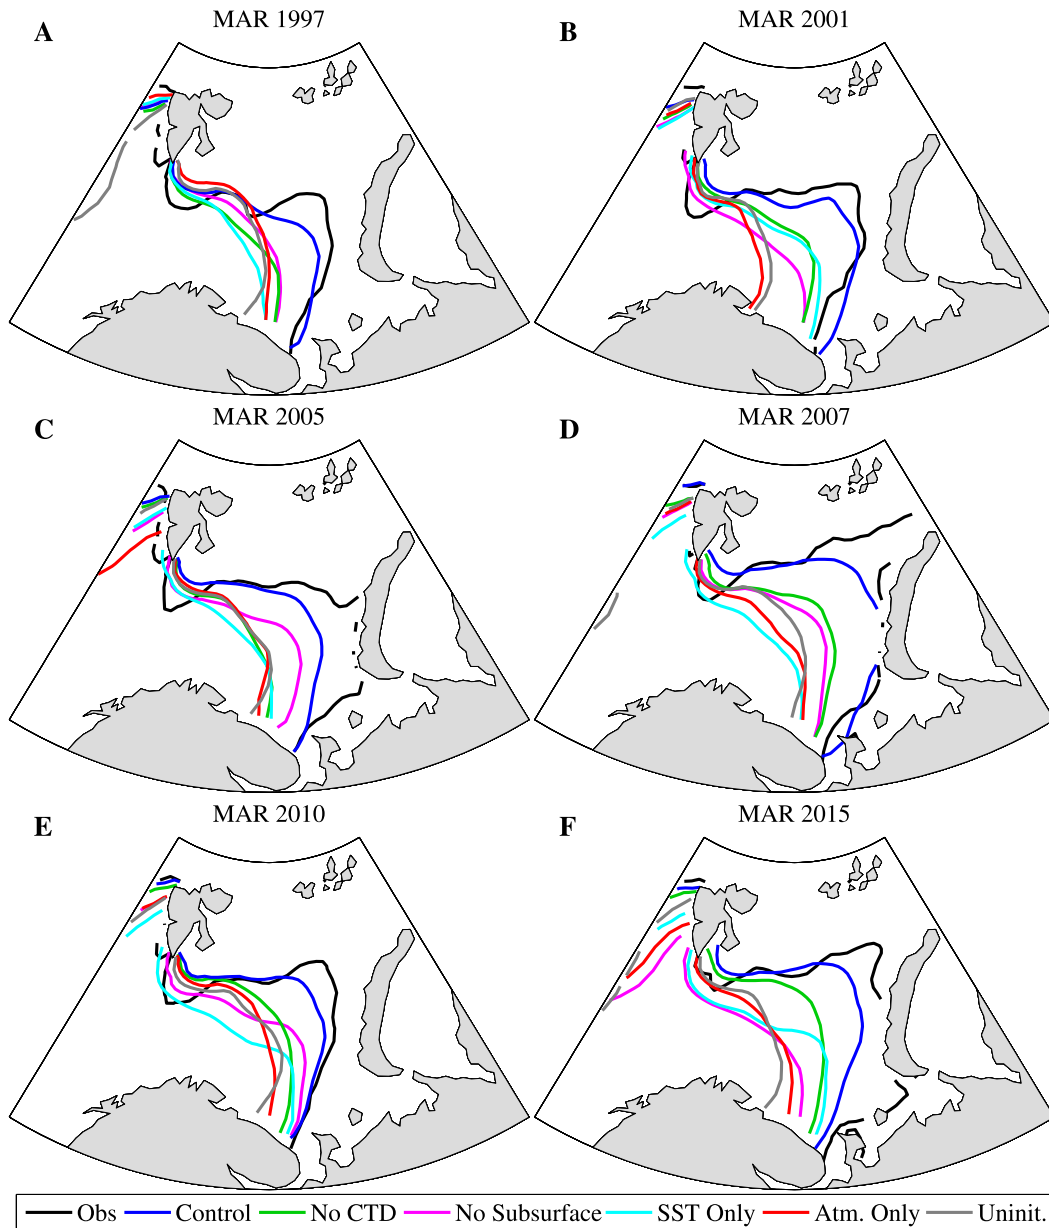 A MAR 1997
B MAR 2001
C MAR 2005
D MAR 2007
E MAR 2010
F MAR 2015
Obs Control No CTD No Subsurface SST Only Atm. Only Uninit.